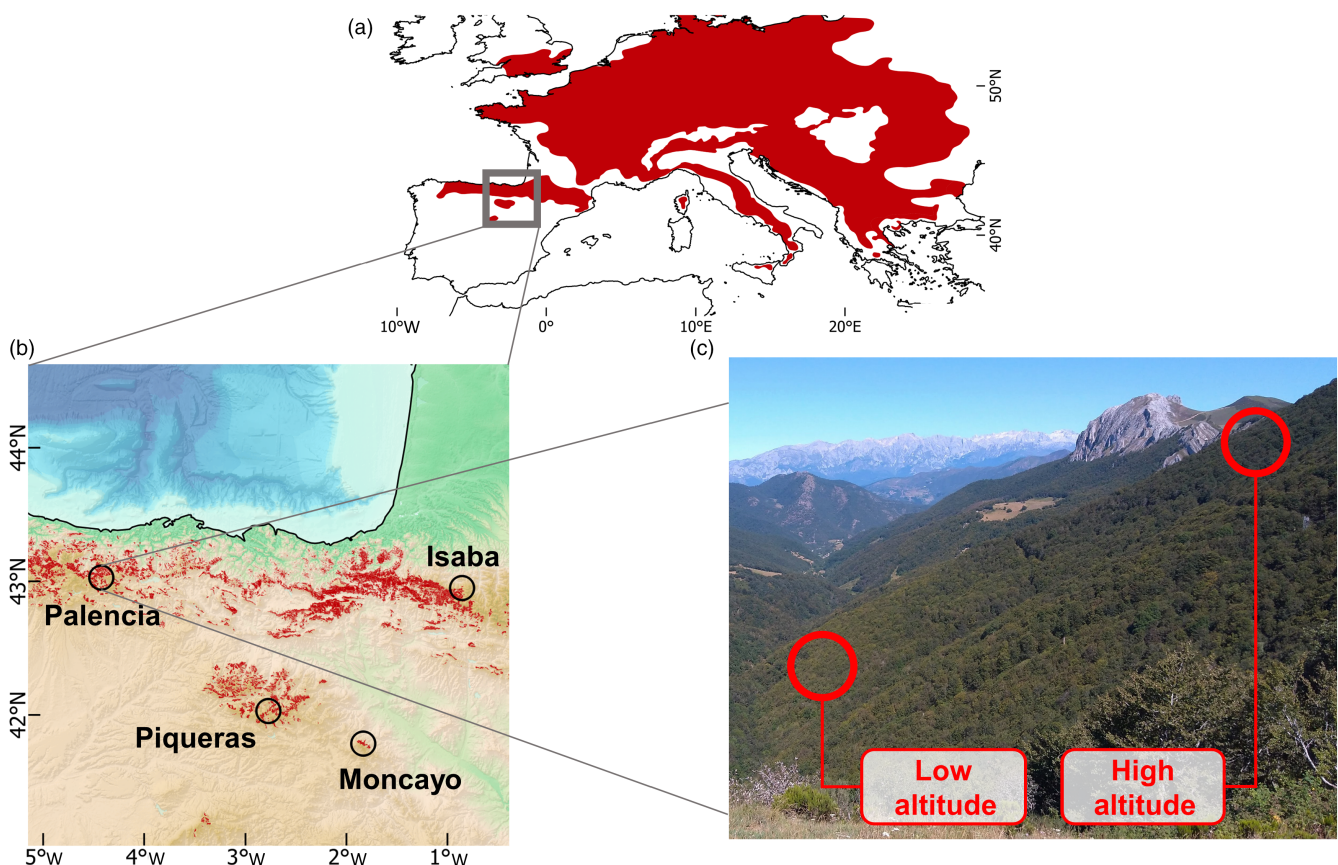 (a)
50°N
40°N
10°W
0°
10°E
20°E
(b)
(c)
44°N
43°N
42°N
Isaba
Palencia
Piqueras
Moncayo
5°W
4°W
3°W
2°W
1°W
Low
altitude
High
altitude